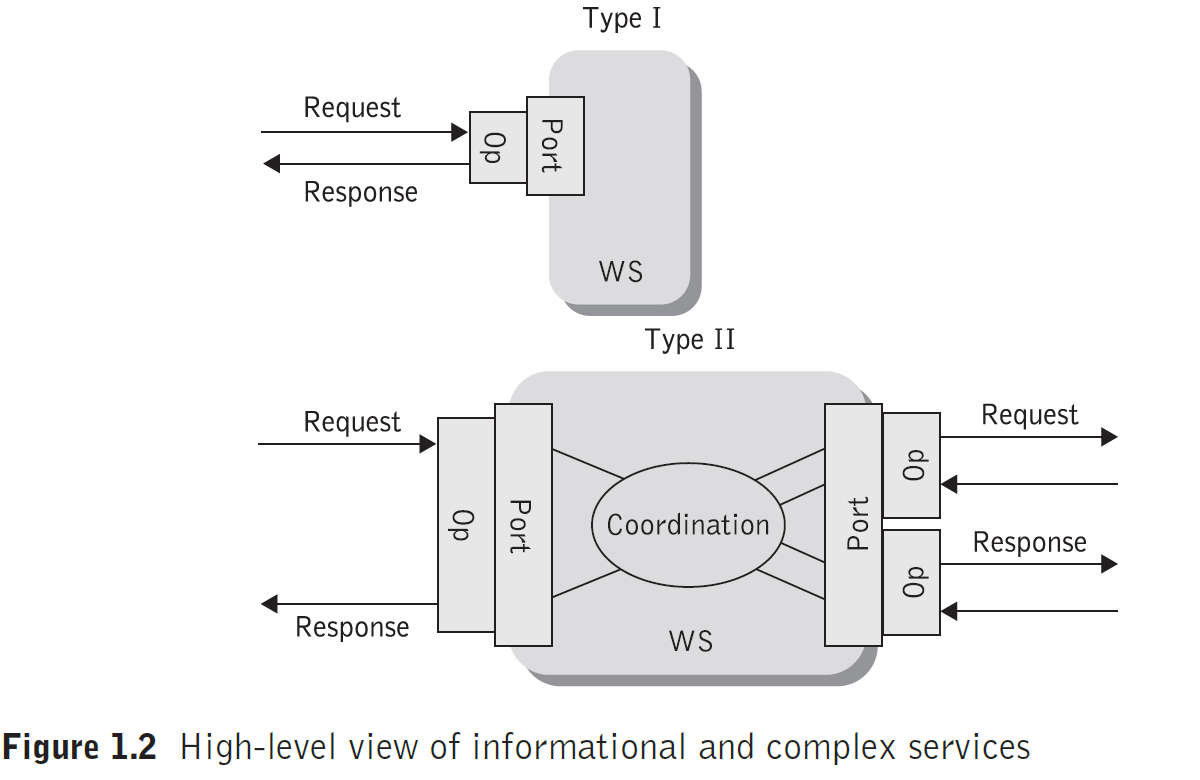 Type I
Request
Op
Port
Response
WS
Type II
Request
Op
Port
Response
Coordination
WS
Port
Op
Op
Request
Response
Figure 1.2 High-level view of informational and complex services